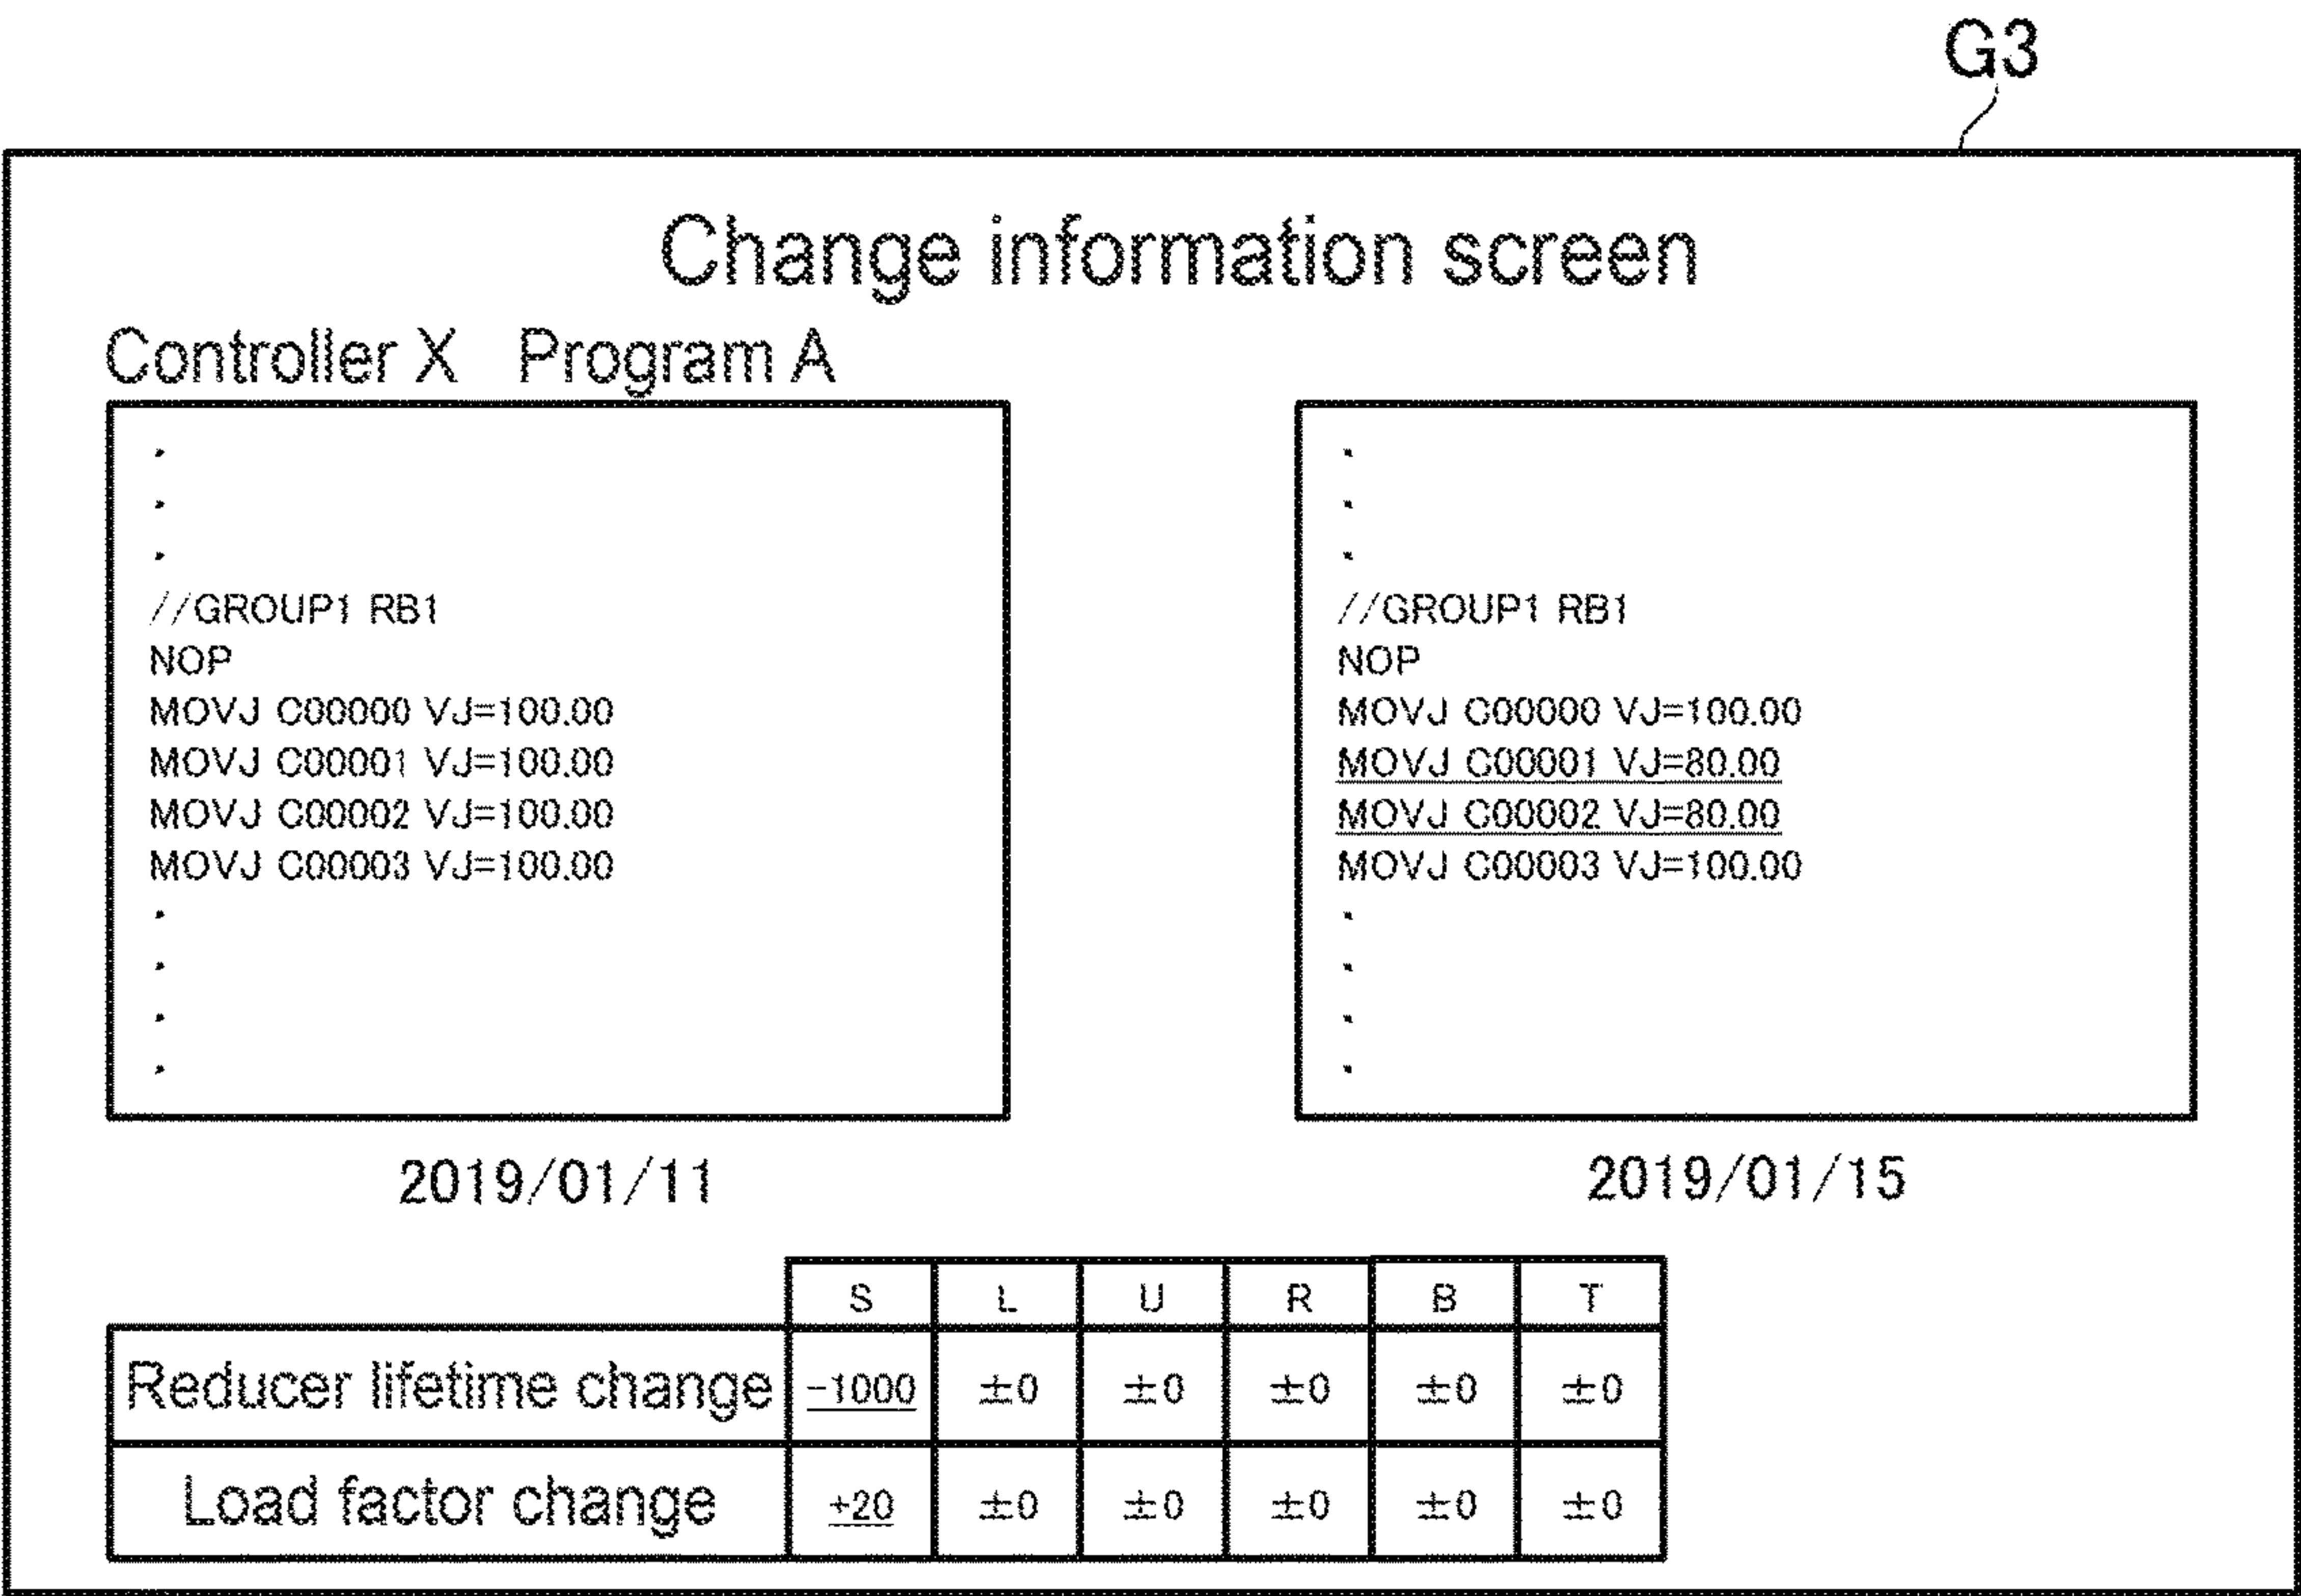 G3
Change information screen
Controller X Program A
.
.
.
//GROUP1 RB1
NOP
MOVJ C00000 VJ=100.00
MOVJ C00001 VJ=100.00
MOVJ C00002 VJ=100.00
MOVJ C00003 VJ=100.00
.
.
.
.
2019/01/11
.
.
.
//GROUP1 RB1
NOP
MOVJ C00000 VJ=100.00
MOVJ C00001 VJ=80.00
MOVJ C00002 VJ=80.00
MOVJ C00003 VJ=100.00
.
.
.
.
2019/01/15
S L U R B T
Reducer lifetime change -1000 ±0 ±0 ±0 ±0 ±0
Load factor change +20 ±0 ±0 ±0 ±0 ±0